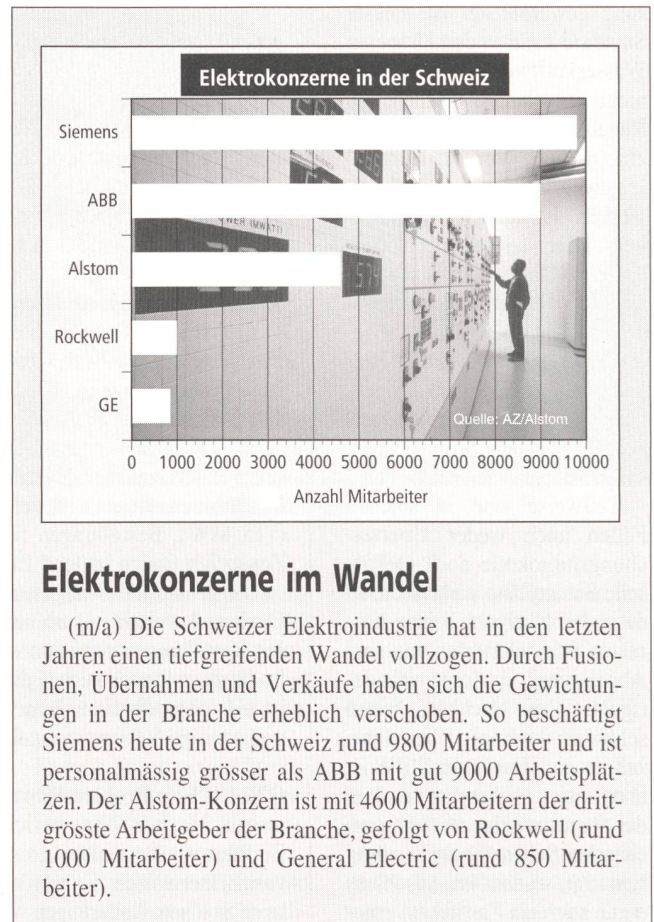 Elektrokonzerne in der Schweiz
Siemens
ABB
Alstom
Rockwell
GE
Quelle: AZ/Alstom
0 1000 2000 3000 4000 5000 6000 7000 8000 9000 10000
Anzahl Mitarbeiter
Elektrokonzerne im Wandel
(m/a) Die Schweizer Elektroindustrie hat in den letzten
Jahren einen tiefgreifenden Wandel vollzogen. Durch Fusio-
nen, Übernahmen und Verkäufe haben sich die Gewichtun-
gen in der Branche erheblich verschoben. So beschäftigt
Siemens heute in der Schweiz rund 9800 Mitarbeiter und ist
personalmässig grösser als ABB mit gut 9000 Arbeitsplät-
zen. Der Alstom-Konzern ist mit 4600 Mitarbeitern der dritt-
grösste Arbeitgeber der Branche, gefolgt von Rockwell (rund
1000 Mitarbeiter) und General Electric (rund 850 Mitar-
beiter).